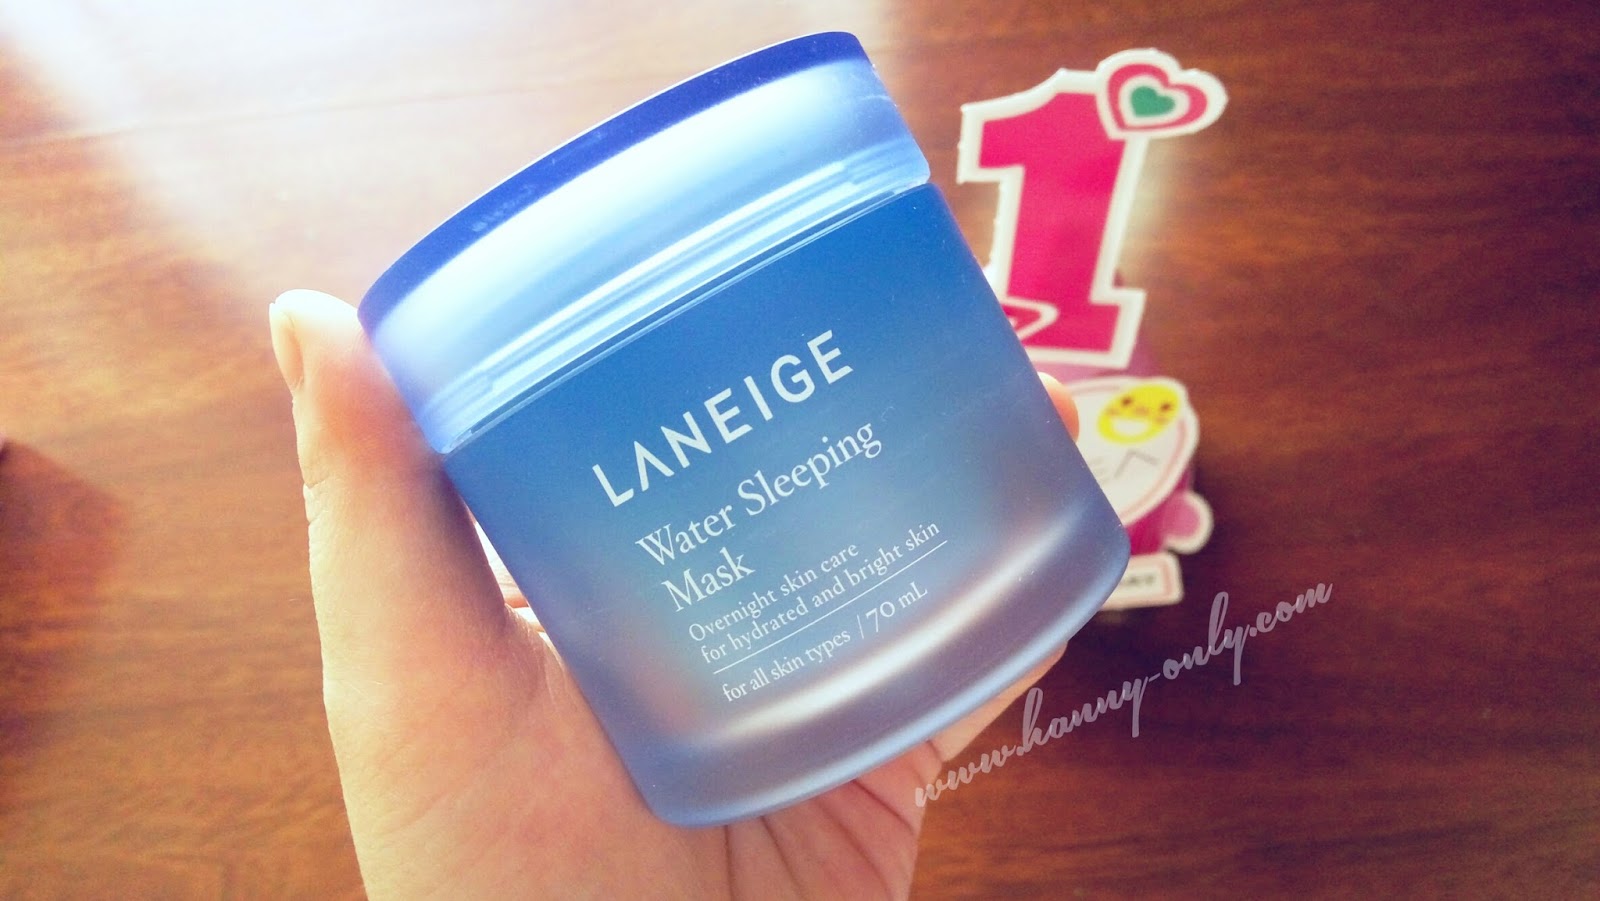 LANEIGE
Water Sleeping
Mask
Overnight skin care
for hydrated and bright skin
for all skin types | 70 mL
1
www.hanny-only.com